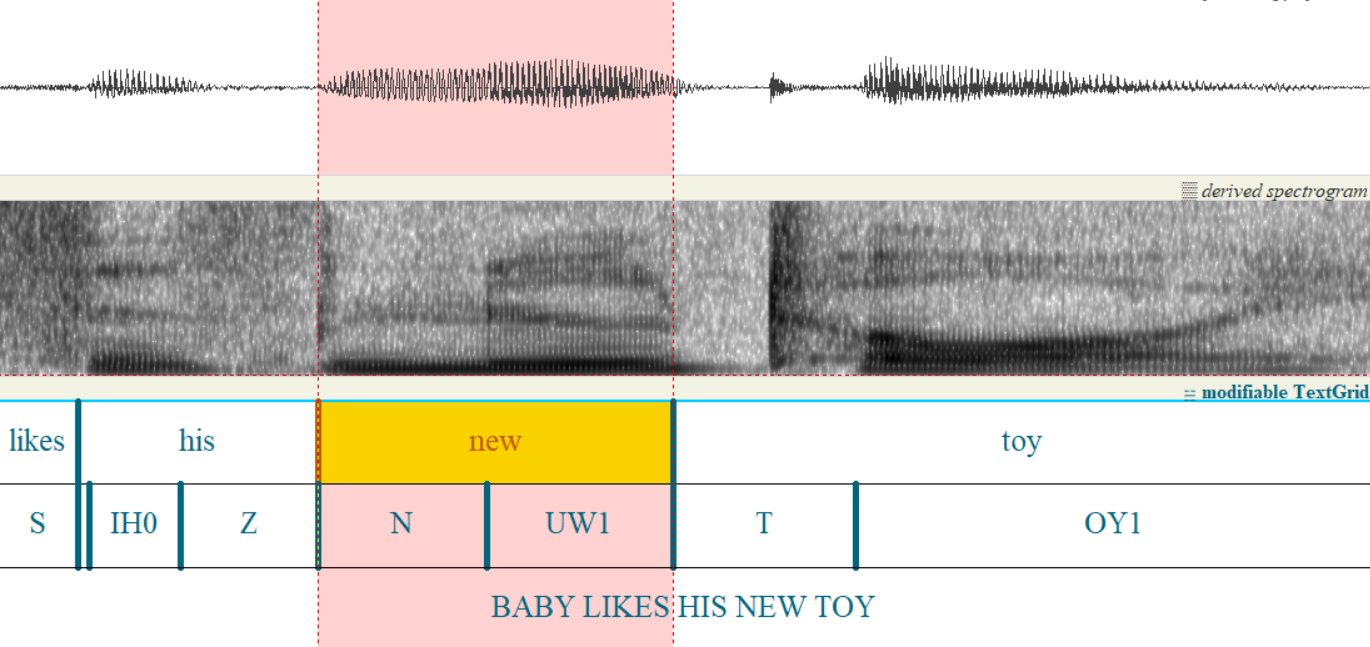 derived spectrogram
modifiable TextGrid
likes his new toy
S IH0 Z N UW1 T OY1
BABY LIKES HIS NEW TOY